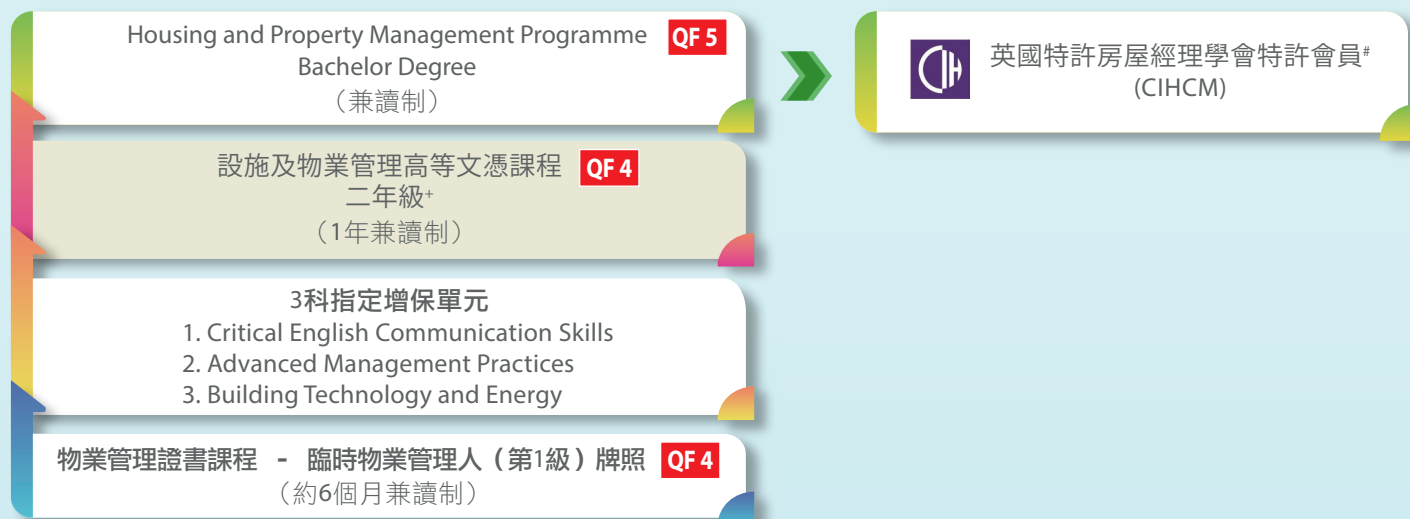 Housing and Property Management Programme QF 5
Bachelor Degree
（兼讀制）
英國特許房屋經理學會特許會員#
(CIHCM)
設施及物業管理高等文憑課程 QF 4
二年級+
（1年兼讀制）
3科指定增保單元
1. Critical English Communication Skills
2. Advanced Management Practices
3. Building Technology and Energy
物業管理證書課程 - 臨時物業管理人（第1級）牌照 QF 4
（約6個月兼讀制）